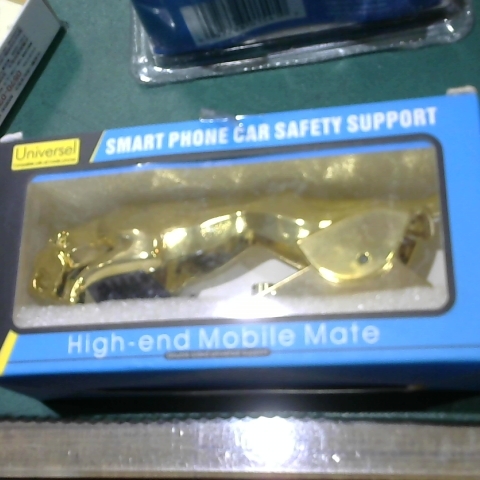 Universel
SMART PHONE CAR SAFETY SUPPORT
High-end Mobile Mate